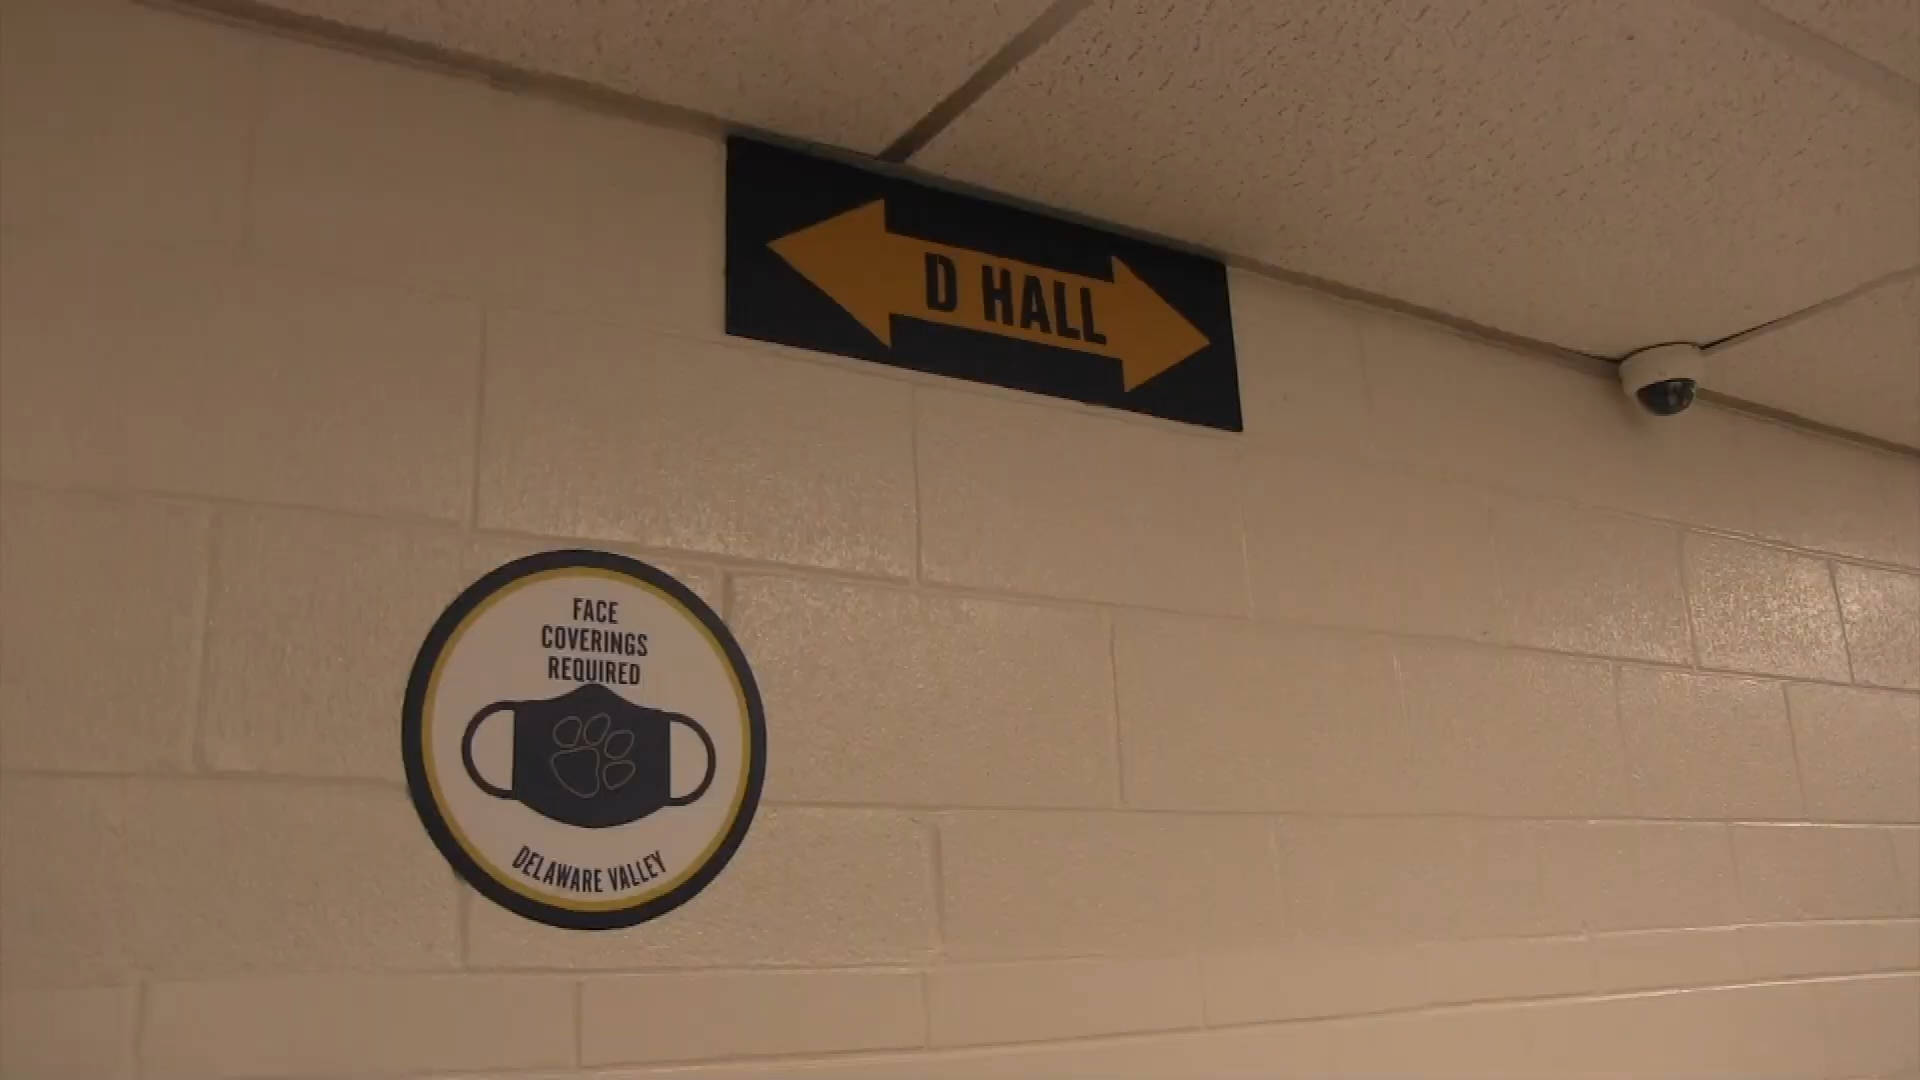 D HALL
FACE
COVERINGS
REQUIRED
DELAWARE VALLEY